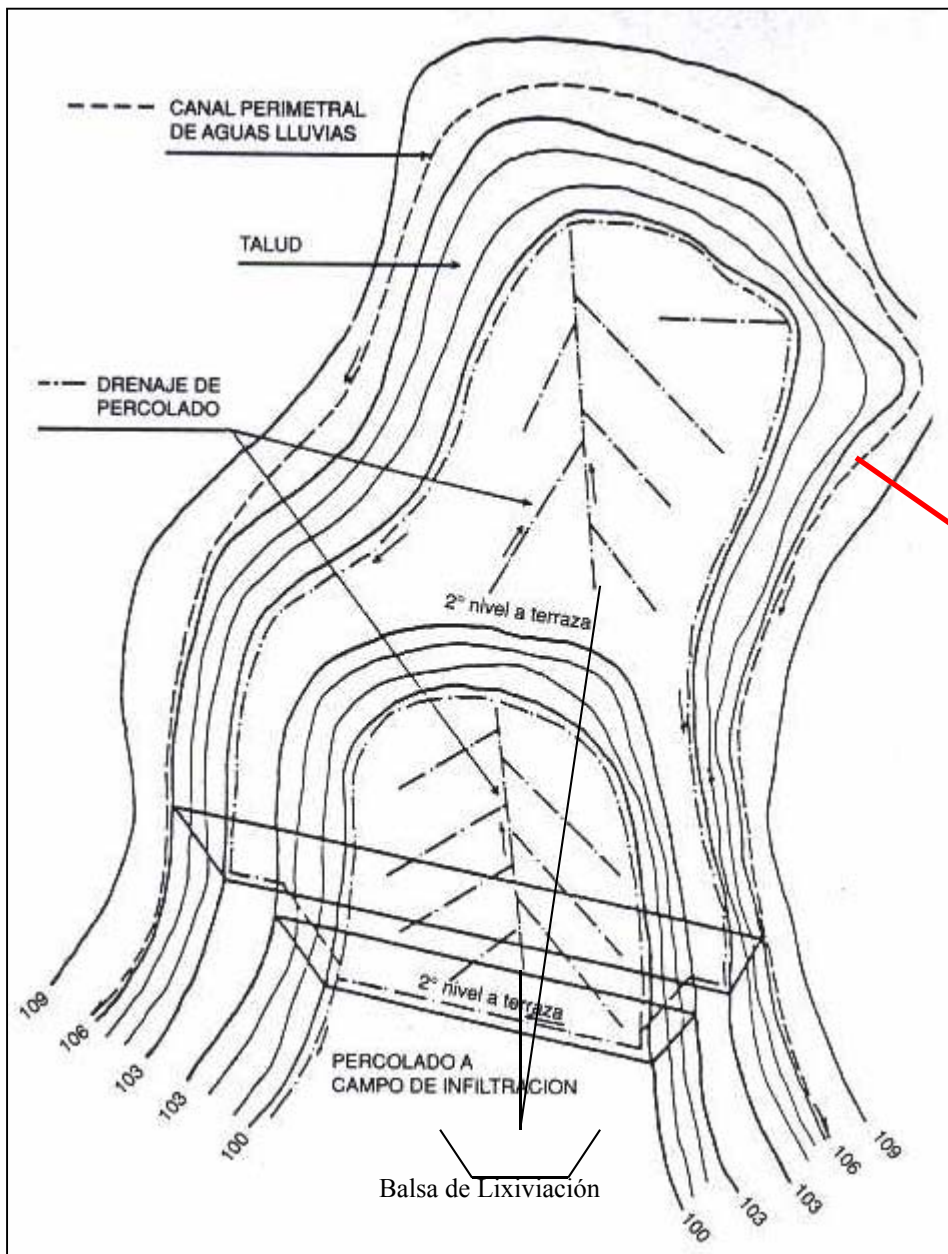 CANAL PERIMETRAL
DE AGUAS LLUVIAS
TALUD
DRENAJE DE
PERCOLADO
2° nivel a terraza
2° nivel a terraza
PERCOLADO A
CAMPO DE INFILTRACION
109
106
103
103
100
109
106
103
103
100
Balsa de Lixiviación